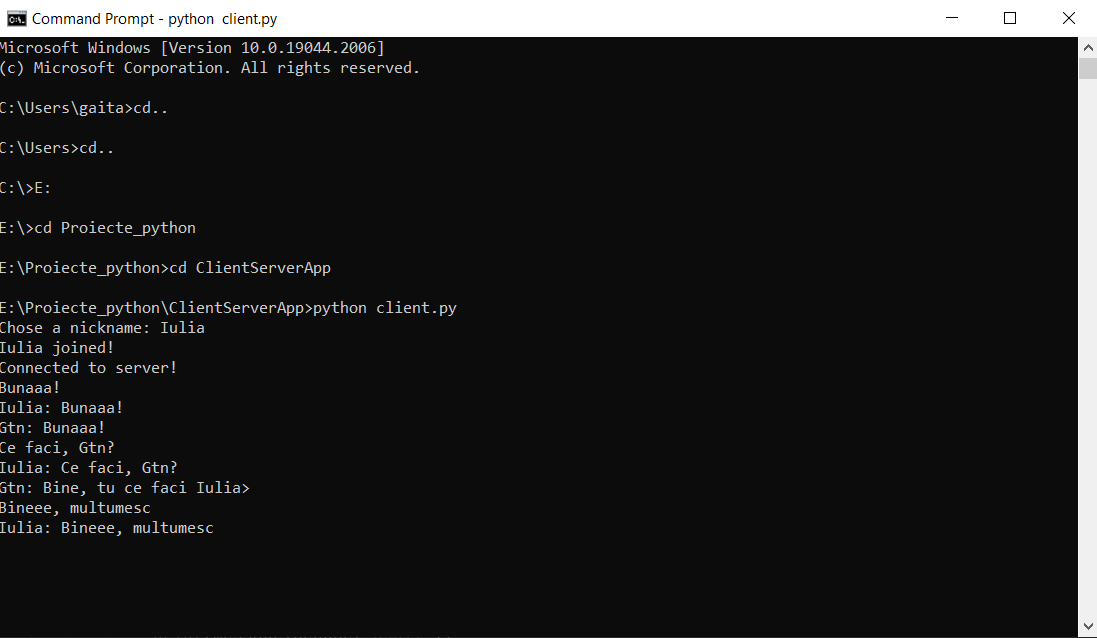 Command Prompt - python  client.py
Microsoft Windows [Version 10.0.19044.2006]
(c) Microsoft Corporation. All rights reserved.
C:\Users\gaita>cd..
C:\Users>cd..
C:\>E:
E:\>cd Proiecte_python
E:\Proiecte_python>cd ClientServerApp
E:\Proiecte_python\ClientServerApp>python client.py
Chose a nickname: Iulia
Iulia joined!
Connected to server!
Bunaaa!
Iulia: Bunaaa!
Gtn: Bunaaa!
Ce faci, Gtn?
Iulia: Ce faci, Gtn?
Gtn: Bine, tu ce faci Iulia>
Bineee, multumesc
Iulia: Bineee, multumesc